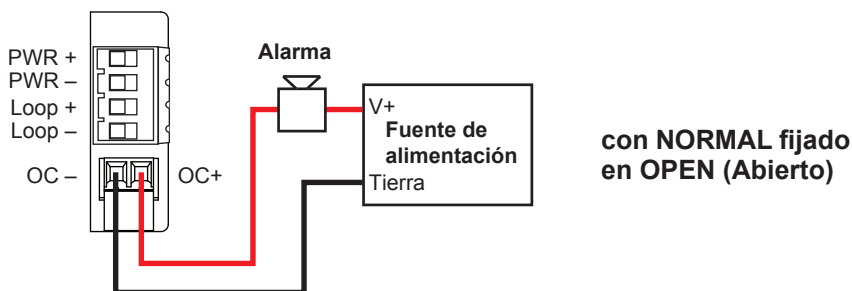 PWR +
PWR –
Loop +
Loop –
OC –
OC+
Alarma
V+
Fuente de
alimentación
Tierra
con NORMAL fijado
en OPEN (Abierto)